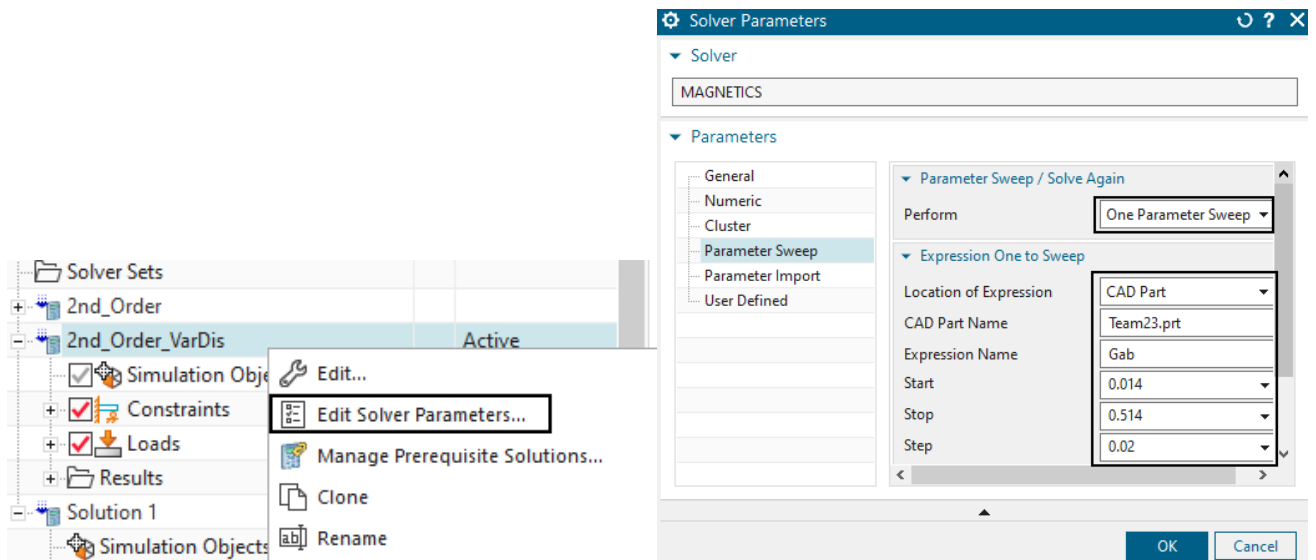 Solver Sets
2nd_Order
2nd_Order_VarDis Active
Simulation Obje
Constraints
Loads
Results
Solution 1
Simulation Objects
Edit...
Edit Solver Parameters...
Manage Prerequisite Solutions...
Clone
Rename
Solver Parameters
Solver
MAGNETICS
Parameters
General
Numeric
Cluster
Parameter Sweep
Parameter Import
User Defined
Parameter Sweep / Solve Again
Perform One Parameter Sweep
Expression One to Sweep
Location of Expression CAD Part
CAD Part Name Team23.prt
Expression Name Gab
Start 0.014
Stop 0.514
Step 0.02
OK Cancel